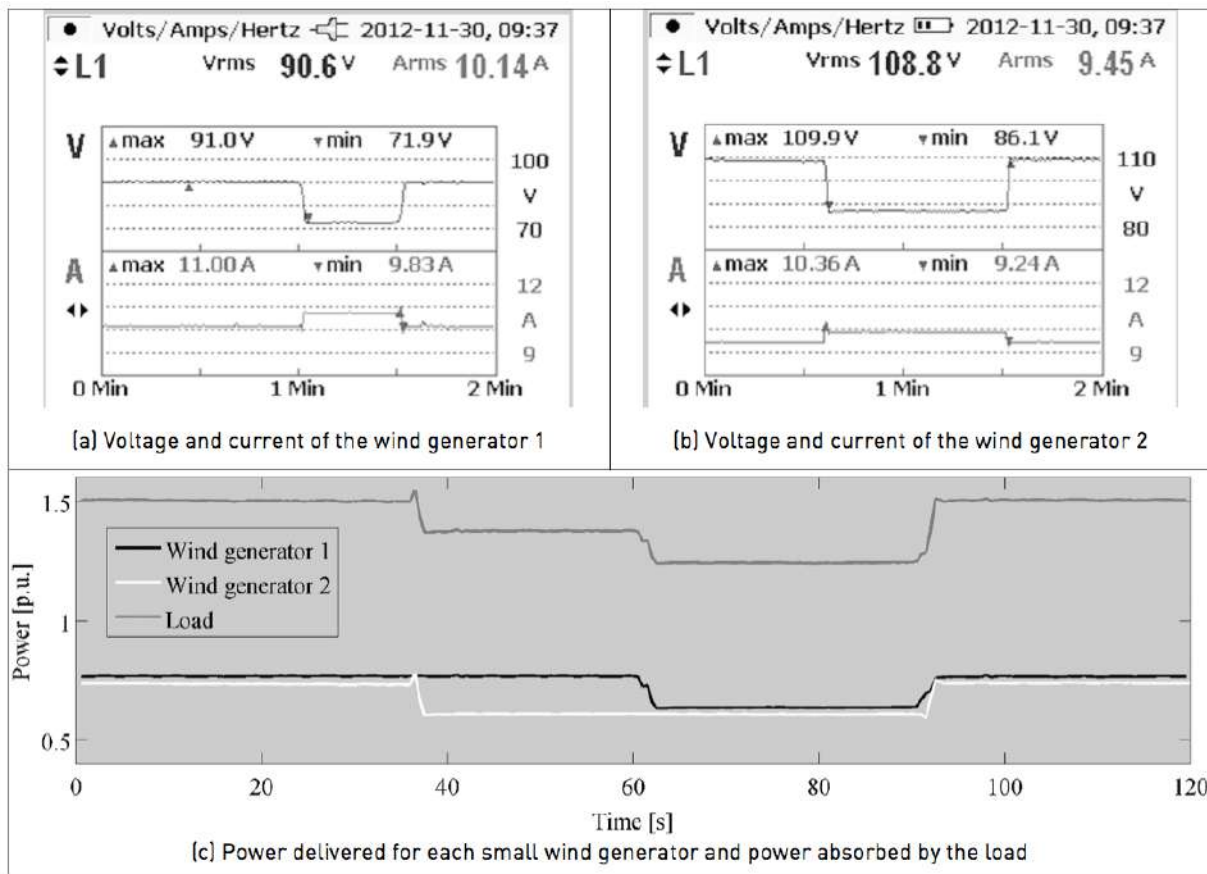 Volts/Amps/Hertz 2012-11-30, 09:37
L1 Vrms 90.6 V Arms 10.14 A
V max 91.0 V min 71.9 V
100
V
70
A max 11.00 A min 9.83 A
12
A
9
0 Min 1 Min 2 Min
(a) Voltage and current of the wind generator 1
Volts/Amps/Hertz 2012-11-30, 09:37
L1 Vrms 108.8 V Arms 9.45 A
V max 109.9 V min 86.1 V
110
V
80
A max 10.36 A min 9.24 A
12
A
9
0 Min 1 Min 2 Min
(b) Voltage and current of the wind generator 2
Power [p.u.]
1.5
1
0.5
Wind generator 1
Wind generator 2
Load
0 20 40 60 80 100 120
Time [s]
(c) Power delivered for each small wind generator and power absorbed by the load